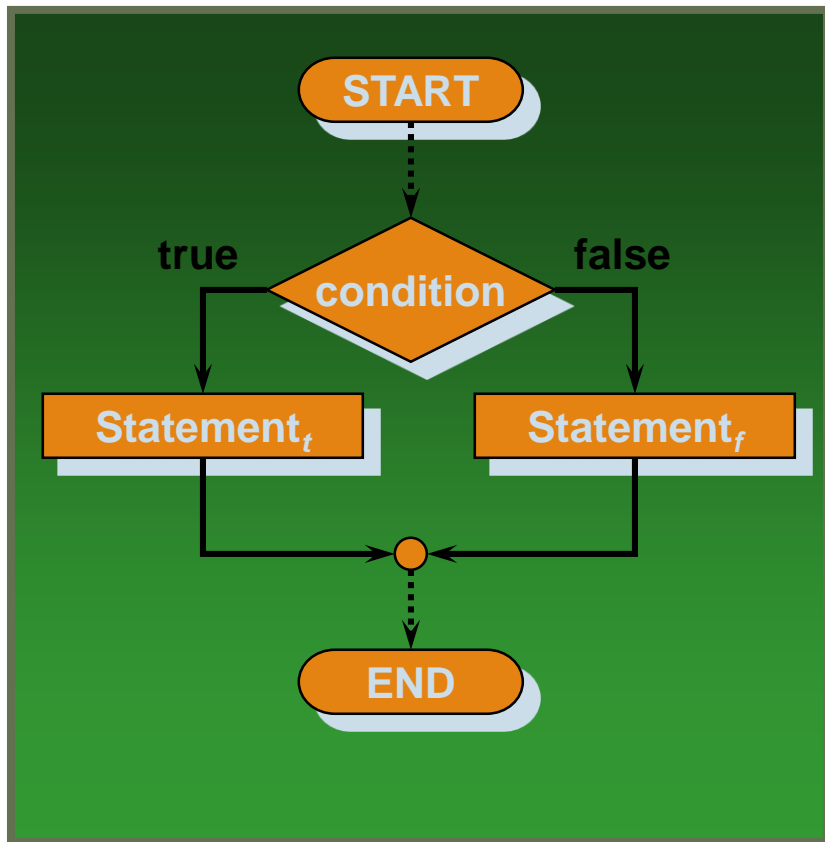 START
true
false
condition
Statementt
Statementf
END